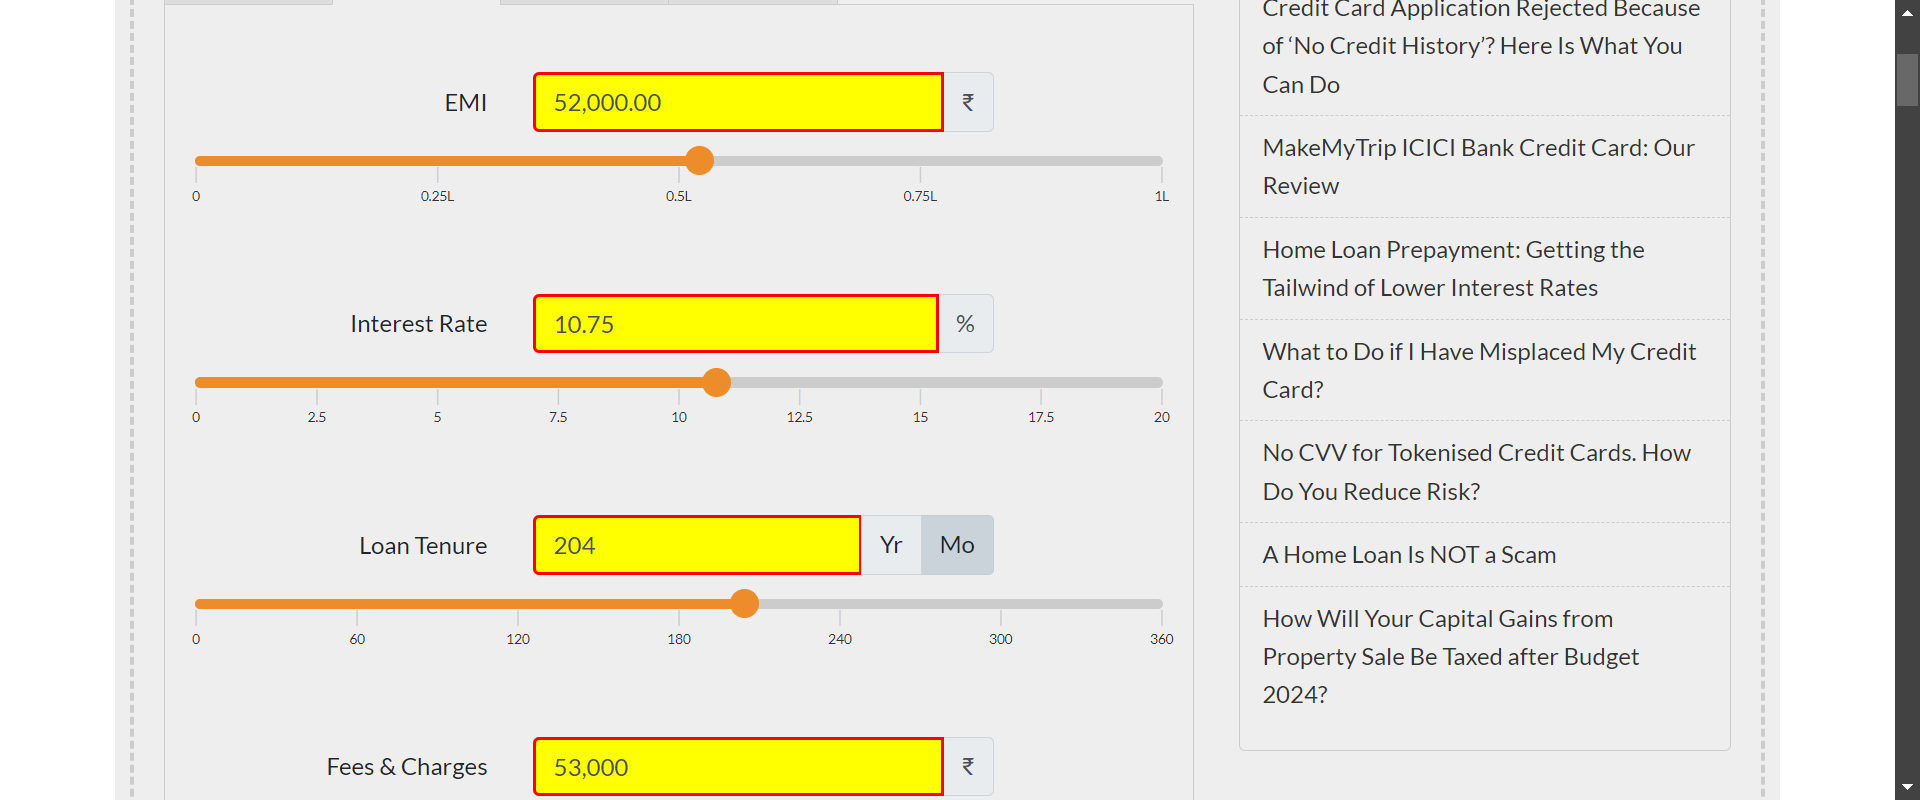 EMI
52,000.00
₹
0
0.25L
0.5L
0.75L
1L
Interest Rate
10.75
%
0
2.5
5
7.5
10
12.5
15
17.5
20
Loan Tenure
204
Yr
Mo
0
60
120
180
240
300
360
Fees & Charges
53,000
₹
Credit Card Application Rejected Because
of ‘No Credit History’? Here Is What You
Can Do
MakeMyTrip ICICI Bank Credit Card: Our
Review
Home Loan Prepayment: Getting the
Tailwind of Lower Interest Rates
What to Do if I Have Misplaced My Credit
Card?
No CVV for Tokenised Credit Cards. How
Do You Reduce Risk?
A Home Loan Is NOT a Scam
How Will Your Capital Gains from
Property Sale Be Taxed after Budget
2024?